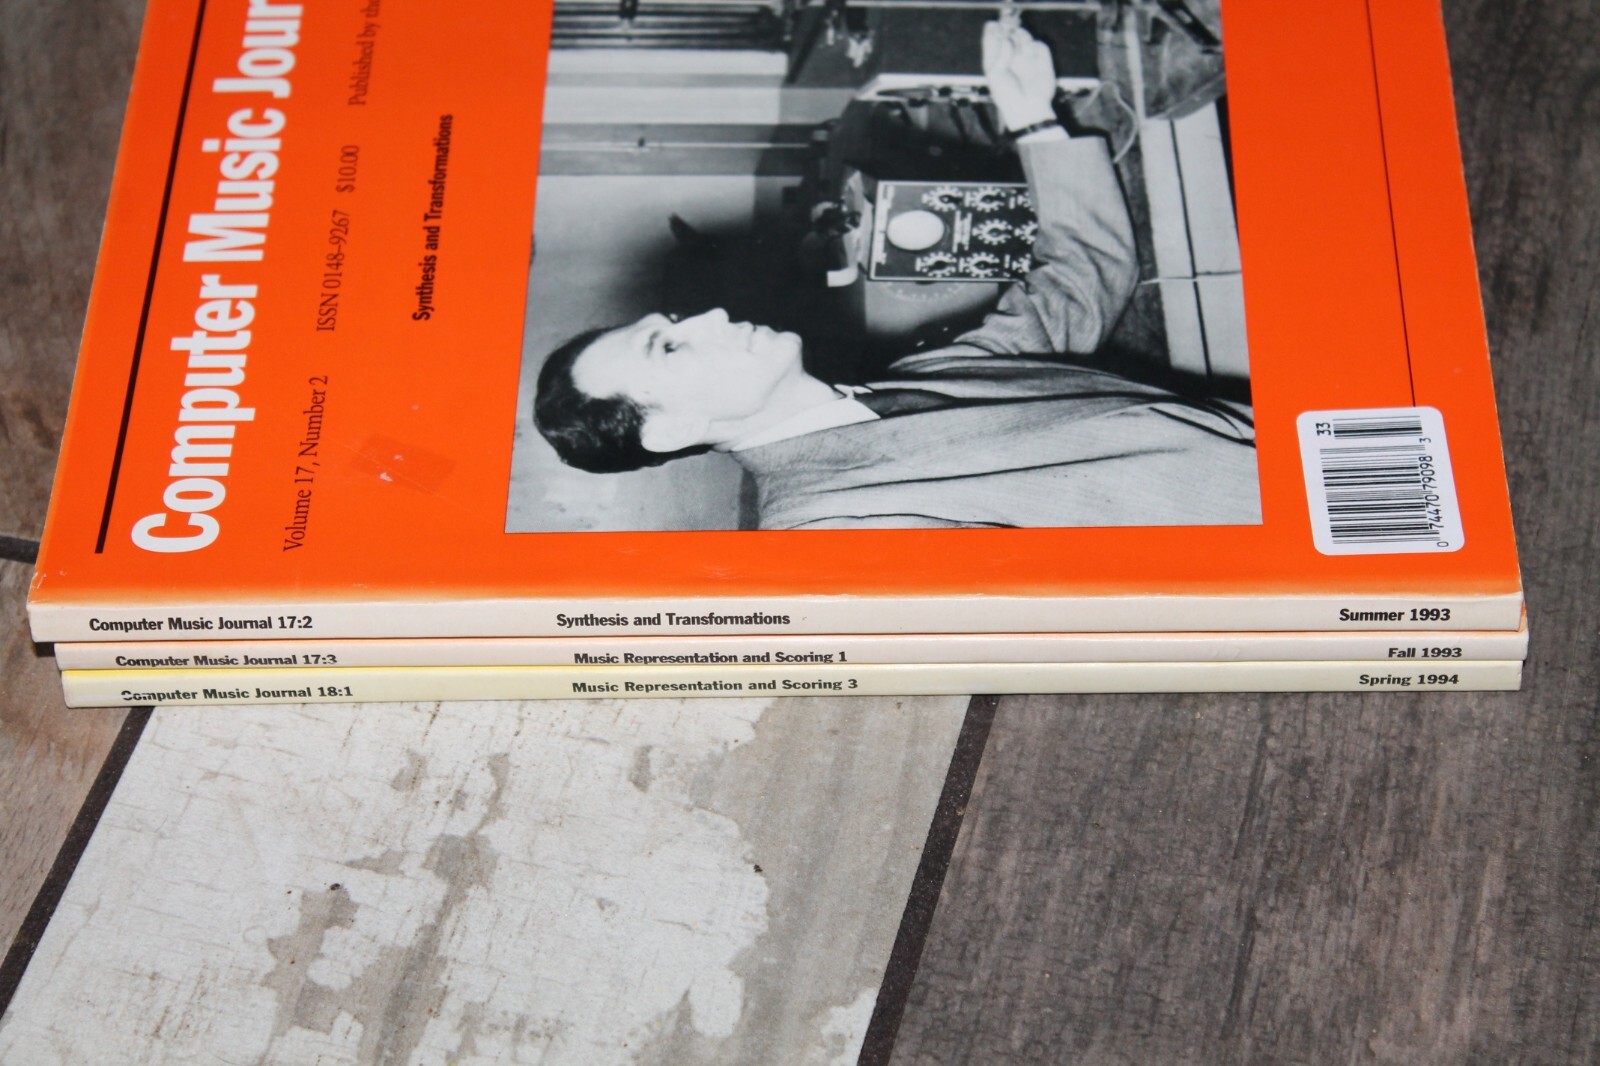 Computer Music Jour
Volume 17, Number 2 ISSN 0148-9267 $10.00 Published by the
Synthesis and Transformations
33
0 74470 79098 3
Computer Music Journal 17:2 Synthesis and Transformations Summer 1993
Computer Music Journal 17:3 Music Representation and Scoring 1 Fall 1993
Computer Music Journal 18:1 Music Representation and Scoring 3 Spring 1994